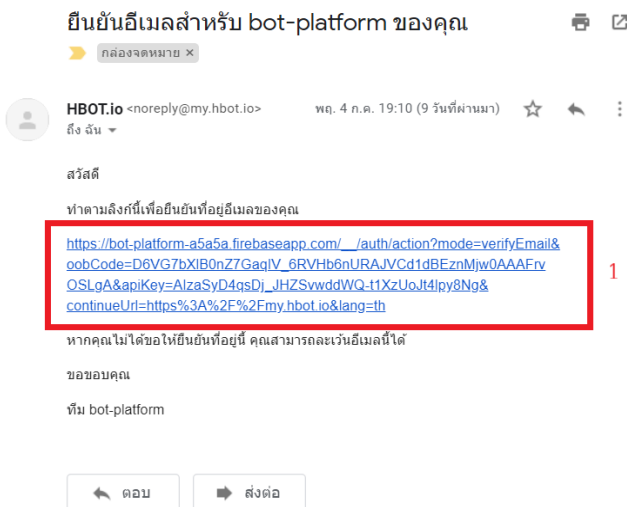 ยืนยันอีเมลสำหรับ bot-platform ของคุณ
กล่องจดหมาย ×
HBOT.io <noreply@my.hbot.io>
พฤ. 4 ก.ค. 19:10 (9 วันที่ผ่านมา)
ถึง ฉัน
สวัสดี
ทำตามลิงก์นี้เพื่อยืนยันที่อยู่อีเมลของคุณ
https://bot-platform-a5a5a.firebaseapp.com/__/auth/action?mode=verifyEmail&
oobCode=D6VG7bXIB0nZ7GaqIV_6RVHb6nURAJVCd1dBEznMjw0AAAFrv
OSLgA&apiKey=AIzaSyD4qsDj_JHZSvwddWQ-t1XzUoJt4lpy8Ng&
continueUrl=https%3A%2F%2Fmy.hbot.io&lang=th
1
หากคุณไม่ได้ขอให้ยืนยันที่อยู่นี้ คุณสามารถละเว้นอีเมลนี้ได้
ขอขอบคุณ
ทีม bot-platform
ตอบ
ส่งต่อ